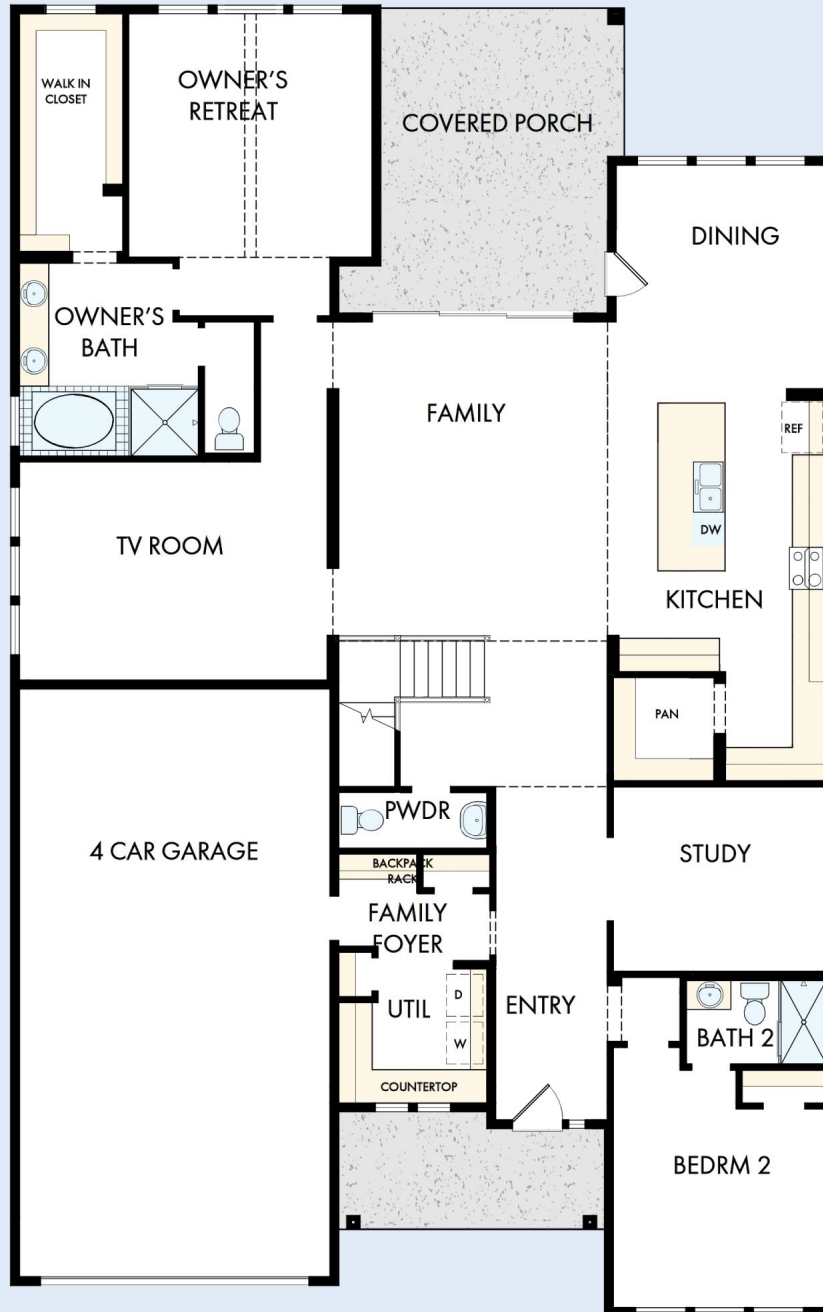 WALK IN
CLOSET
OWNER'S
RETREAT
COVERED PORCH
DINING
OWNER'S
BATH
FAMILY
REF
DW
TV ROOM
KITCHEN
PAN
PWDR
4 CAR GARAGE
STUDY
BACKPACK
RACK
FAMILY
FOYER
D
UTIL
ENTRY
W
BATH 2
COUNTERTOP
BEDRM 2